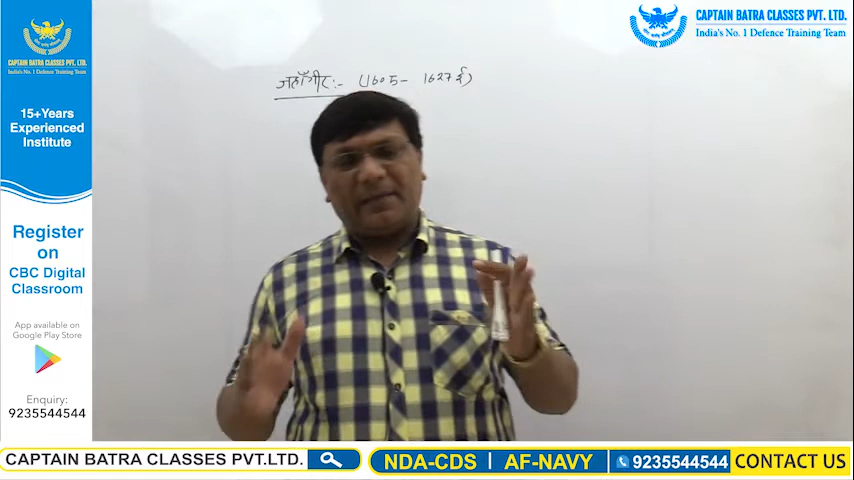 CAPTAIN BATRA CLASSES PVT. LTD.
India's No. 1 Defence Training Team
15+Years
Experienced
Institute
Register
on
CBC Digital
Classroom
App available on
Google Play Store
Enquiry:
9235544544
CAPTAIN BATRA CLASSES PVT. LTD.
India's No. 1 Defence Training Team
जहाँगीर:- (1605- 1627 ई)
CAPTAIN BATRA CLASSES PVT.LTD.
NDA-CDS | AF-NAVY
9235544544 CONTACT US